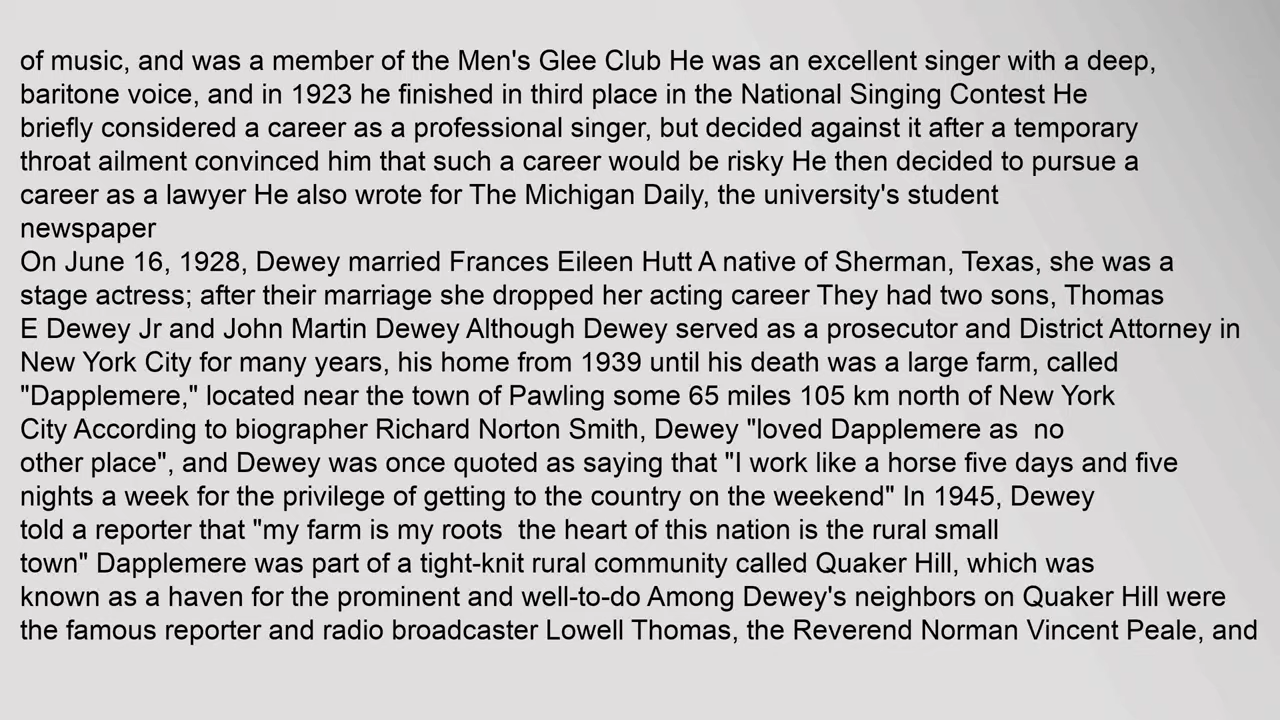 of music, and was a member of the Men's Glee Club He was an excellent singer with a deep,
baritone voice, and in 1923 he finished in third place in the National Singing Contest He
briefly considered a career as a professional singer, but decided against it after a temporary
throat ailment convinced him that such a career would be risky He then decided to pursue a
career as a lawyer He also wrote for The Michigan Daily, the university's student
newspaper
On June 16, 1928, Dewey married Frances Eileen Hutt A native of Sherman, Texas, she was a
stage actress; after their marriage she dropped her acting career They had two sons, Thomas
E Dewey Jr and John Martin Dewey Although Dewey served as a prosecutor and District Attorney in
New York City for many years, his home from 1939 until his death was a large farm, called
"Dapplemere," located near the town of Pawling some 65 miles 105 km north of New York
City According to biographer Richard Norton Smith, Dewey "loved Dapplemere as  no
other place", and Dewey was once quoted as saying that "I work like a horse five days and five
nights a week for the privilege of getting to the country on the weekend" In 1945, Dewey
told a reporter that "my farm is my roots  the heart of this nation is the rural small
town" Dapplemere was part of a tight-knit rural community called Quaker Hill, which was
known as a haven for the prominent and well-to-do Among Dewey's neighbors on Quaker Hill were
the famous reporter and radio broadcaster Lowell Thomas, the Reverend Norman Vincent Peale, and